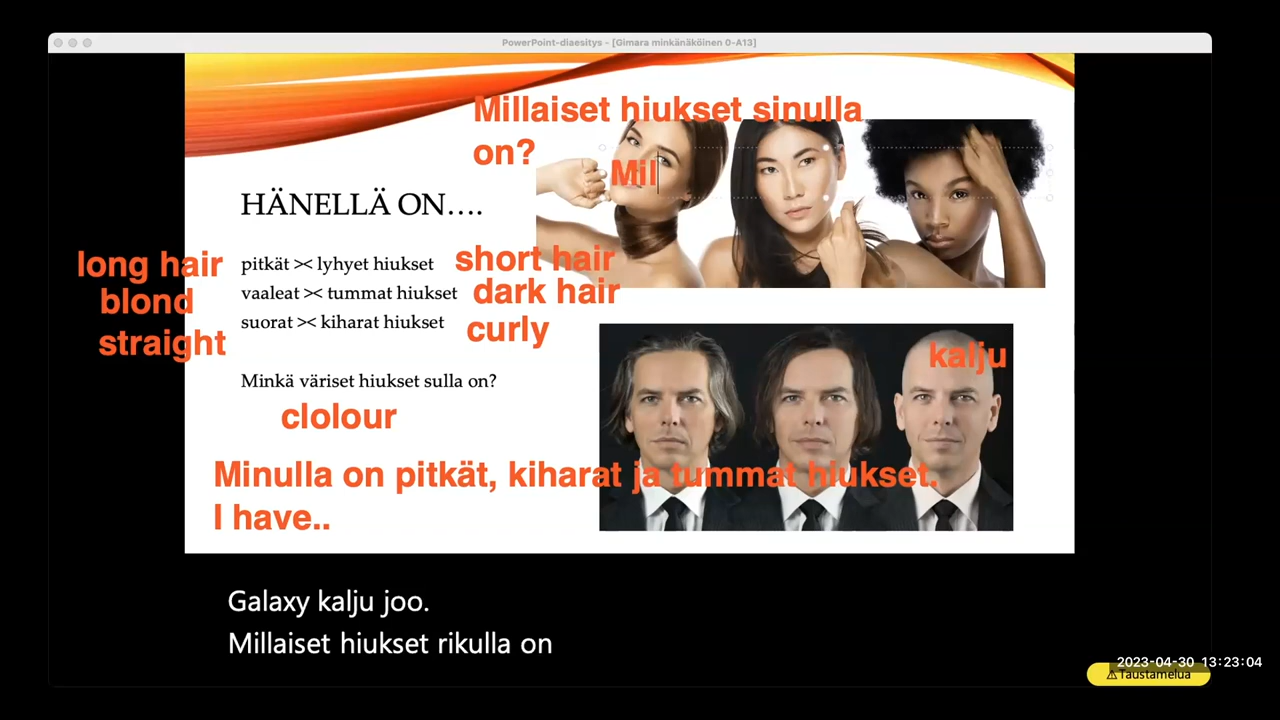 PowerPoint-diaesitys - [Gimara minkänäköinen 0-A13]
Millaiset hiukset sinulla
on?
Mil
HÄNELLÄ ON….
long hair pitkät >< lyhyet hiukset short hair
blond vaaleat >< tummat hiukset dark hair
straight suorat >< kiharat hiukset curly
kalju
Minkä väriset hiukset sulla on?
clolour
Minulla on pitkät, kiharat ja tummat hiukset.
I have..
Galaxy kalju joo.
Millaiset hiukset rikulla on
2023-04-30 13:23:04
⚠Taustamelua